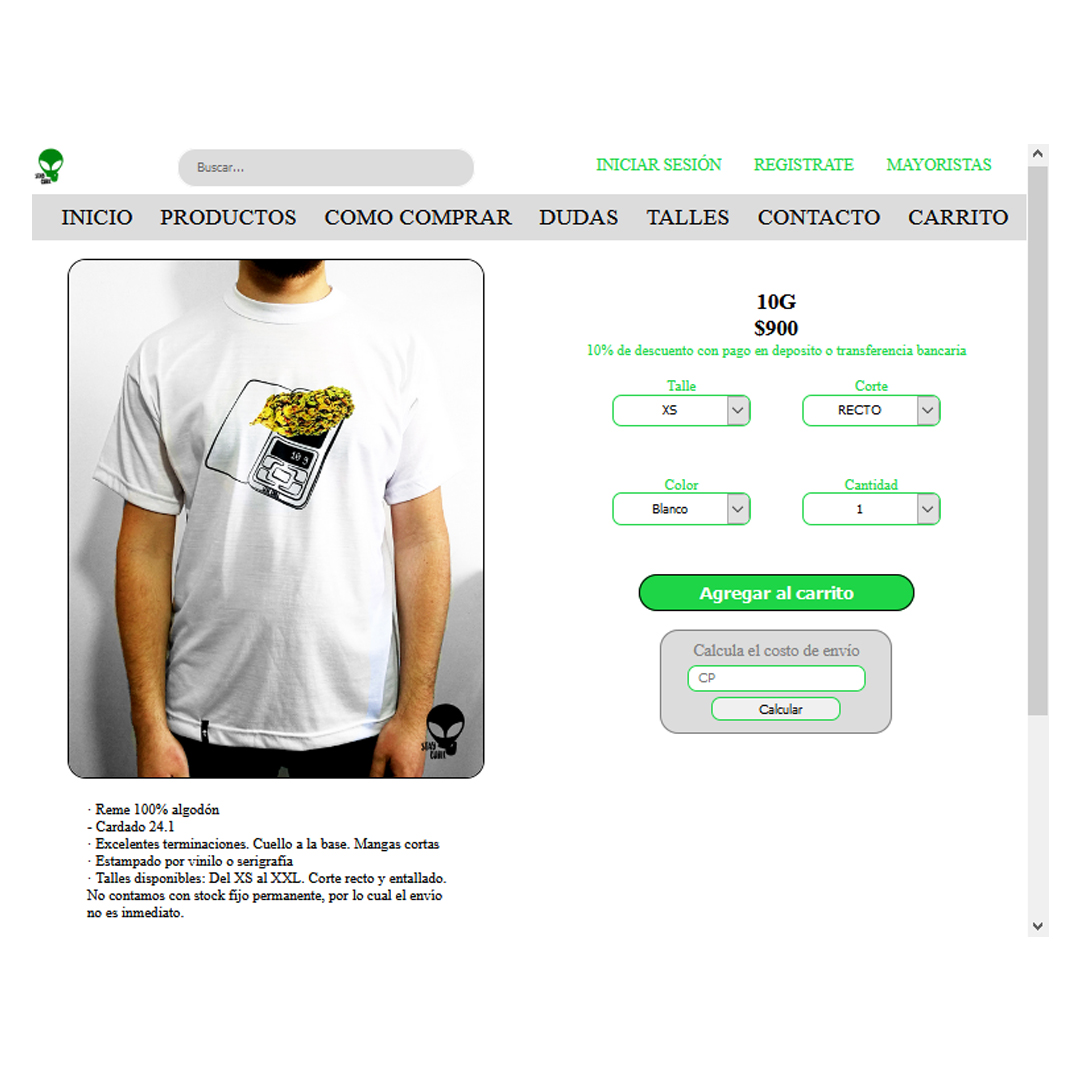 STAY CUBE
Buscar...
INICIAR SESIÓN REGISTRATE MAYORISTAS
INICIO PRODUCTOS COMO COMPRAR DUDAS TALLES CONTACTO CARRITO
10G
$900
10% de descuento con pago en deposito o transferencia bancaria
Talle Corte
XS RECTO
Color Cantidad
Blanco 1
Agregar al carrito
Calcula el costo de envío
CP
Calcular
10 g
STAY
· Reme 100% algodón
- Cardado 24.1
· Excelentes terminaciones. Cuello a la base. Mangas cortas
· Estampado por vinilo o serigrafia
· Talles disponibles: Del XS al XXL. Corte recto y entallado.
No contamos con stock fijo permanente, por lo cual el envío
no es inmediato.